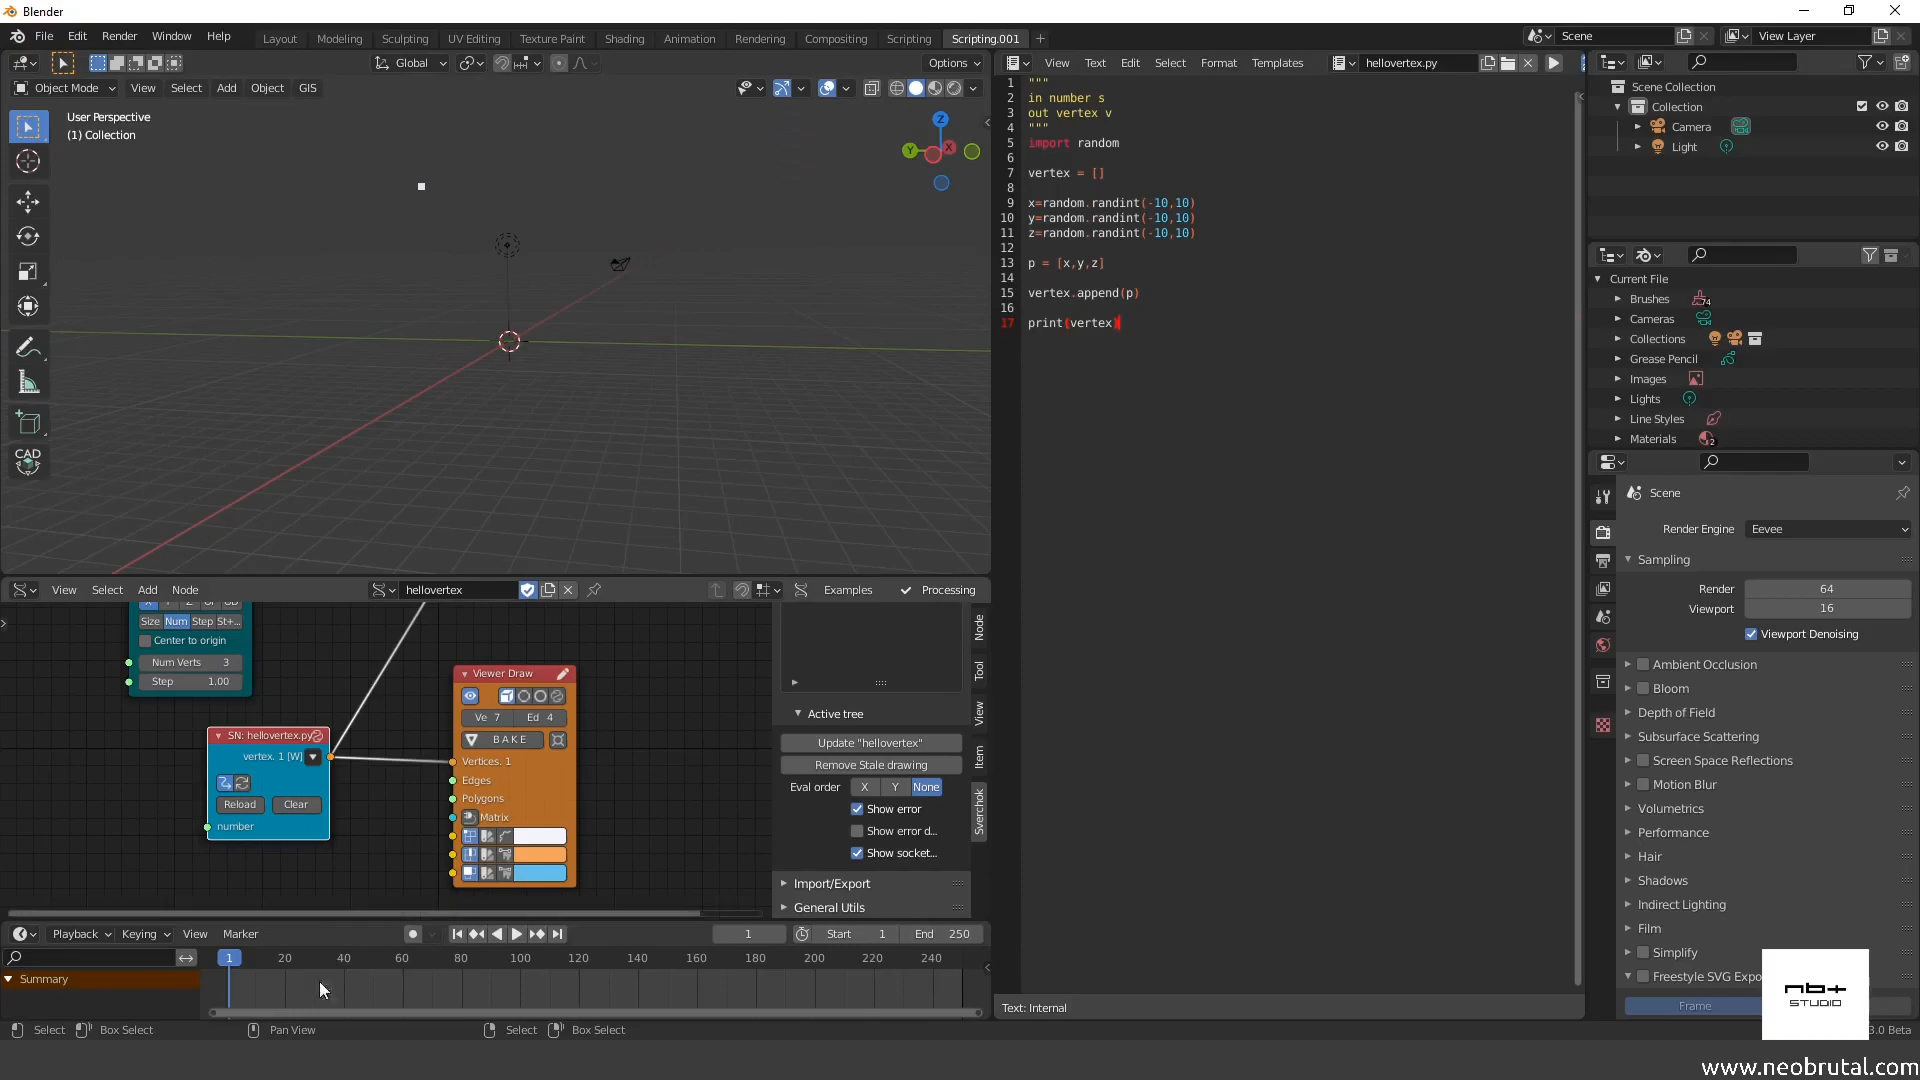 Blender
File Edit Render Window Help Layout Modeling Sculpting UV Editing Texture Paint Shading Animation Rendering Compositing Scripting Scripting.001 + Scene View Layer
Global Options
View Text Edit Select Format Templates hellovertex.py
Object Mode View Select Add Object GIS
User Perspective
(1) Collection
Z
Y
X
CAD
1 """
2 in number s
3 out vertex v
4 """
5 import random
6
7 vertex = []
8
9 x=random.randint(-10,10)
10 y=random.randint(-10,10)
11 z=random.randint(-10,10)
12
13 p = [x,y,z]
14
15 vertex.append(p)
16
17 print(vertex)
Text: Internal
Scene Collection
Collection
Camera
Light
Current File
Brushes 74
Cameras
Collections
Grease Pencil
Images
Lights
Line Styles
Materials 2
Scene
Render Engine Eevee
Sampling
Render 64
Viewport 16
Viewport Denoising
Ambient Occlusion
Bloom
Depth of Field
Subsurface Scattering
Screen Space Reflections
Motion Blur
Volumetrics
Performance
Hair
Shadows
Indirect Lighting
Film
Simplify
Freestyle SVG Expo
Frame
3.0 Beta
View Select Add Node hellovertex Examples Processing
Size Num Step St+...
Center to origin
Num Verts 3
Step 1.00
SN: hellovertex.py
vertex. 1 [W]
Reload Clear
number
Viewer Draw
Ve 7 Ed 4
BAKE
Vertices. 1
Edges
Polygons
Matrix
Active tree
Update "hellovertex"
Remove Stale drawing
Eval order X Y None
Show error
Show error d...
Show socket...
Import/Export
General Utils
Node
Tool
View
Item
Sverchok
Playback Keying View Marker 1 Start 1 End 250
1 20 40 60 80 100 120 140 160 180 200 220 240
Summary
Select Box Select Pan View Select Box Select
nb+
STUDIO
www.neobrutal.com